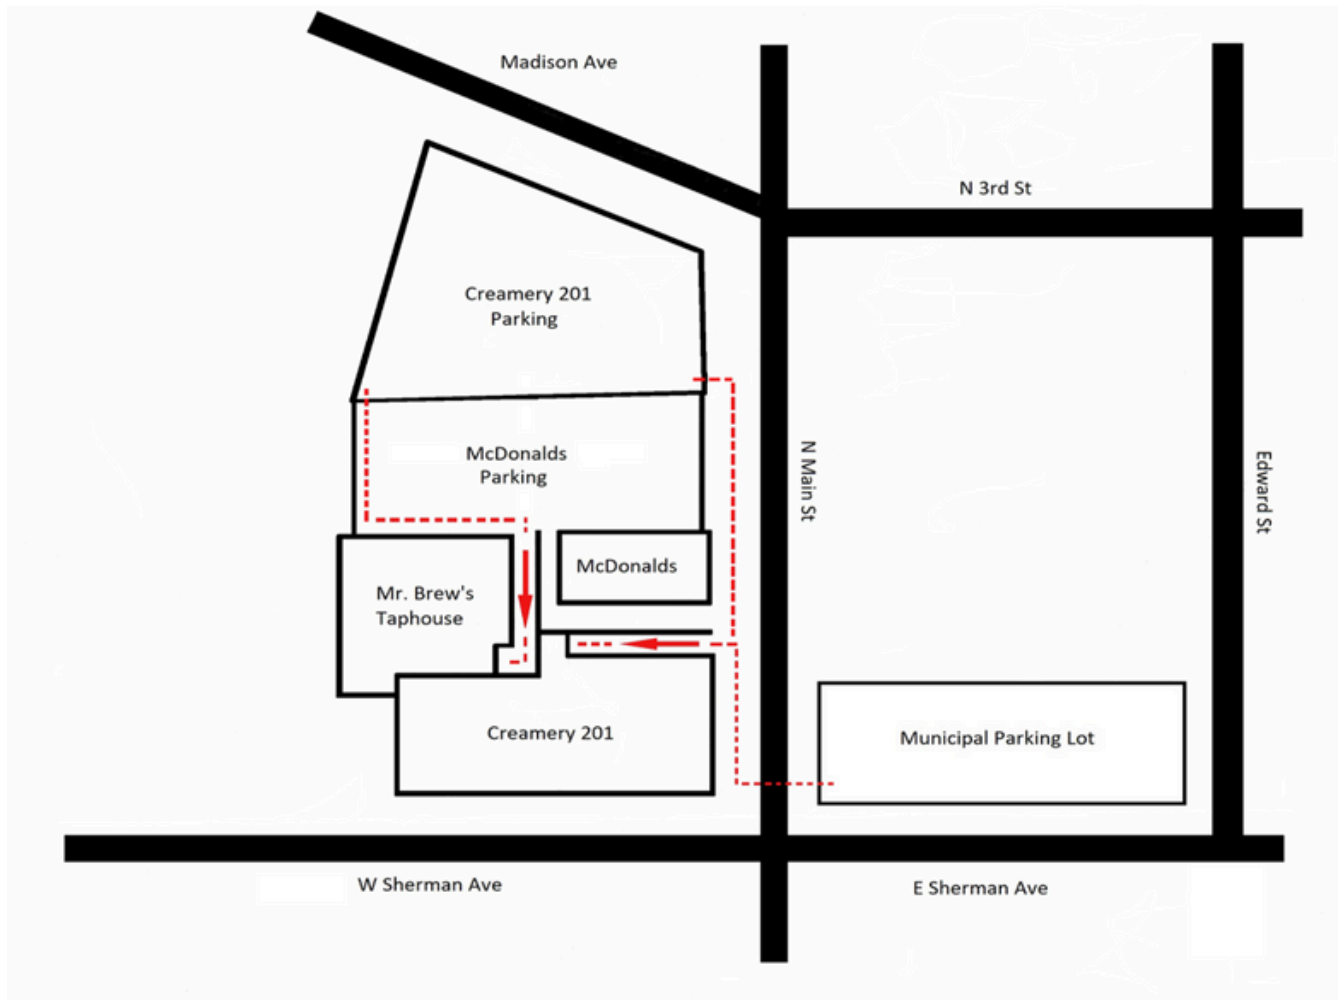 Madison Ave
N 3rd St
Creamery 201
Parking
McDonalds
Parking
N Main St
Edward St
McDonalds
Mr. Brew's
Taphouse
Creamery 201
Municipal Parking Lot
W Sherman Ave
E Sherman Ave